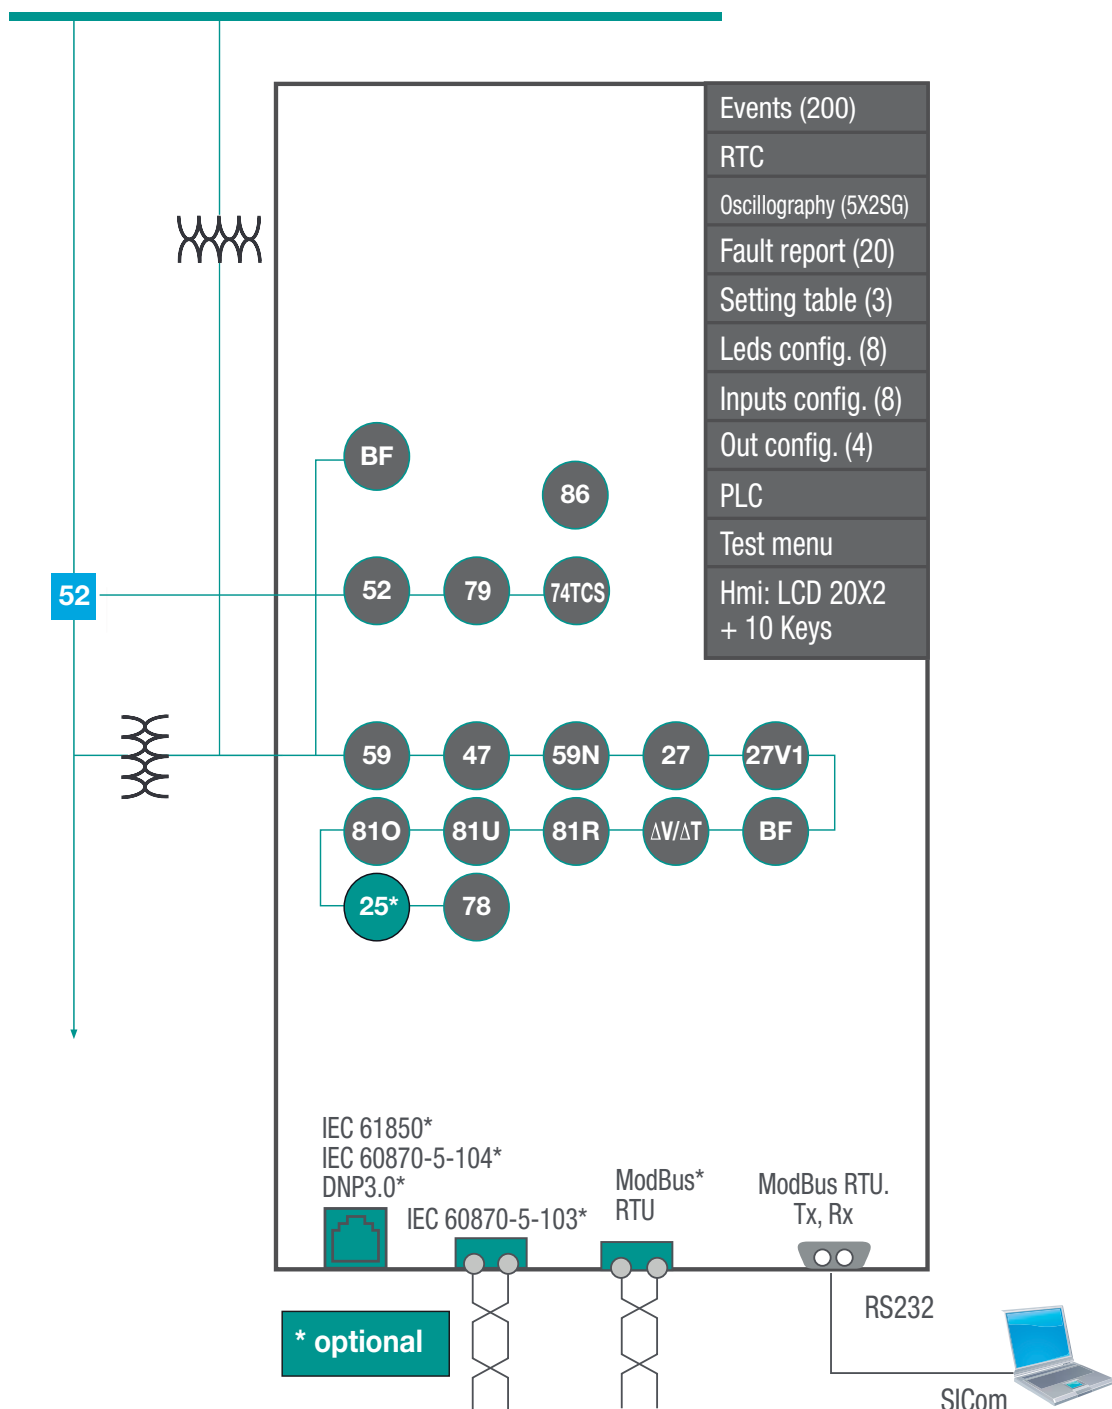 Events (200)
RTC
Oscillography (5X2SG)
Fault report (20)
Setting table (3)
Leds config. (8)
Inputs config. (8)
Out config. (4)
PLC
Test menu
Hmi: LCD 20X2
+ 10 Keys
BF
86
52
52
79
74TCS
59
47
59N
27
27V1
81O
81U
81R
ΔV/ΔT
BF
25*
78
IEC 61850*
IEC 60870-5-104*
DNP3.0*
IEC 60870-5-103*
ModBus*
RTU
ModBus RTU.
Tx, Rx
RS232
* optional
SICom